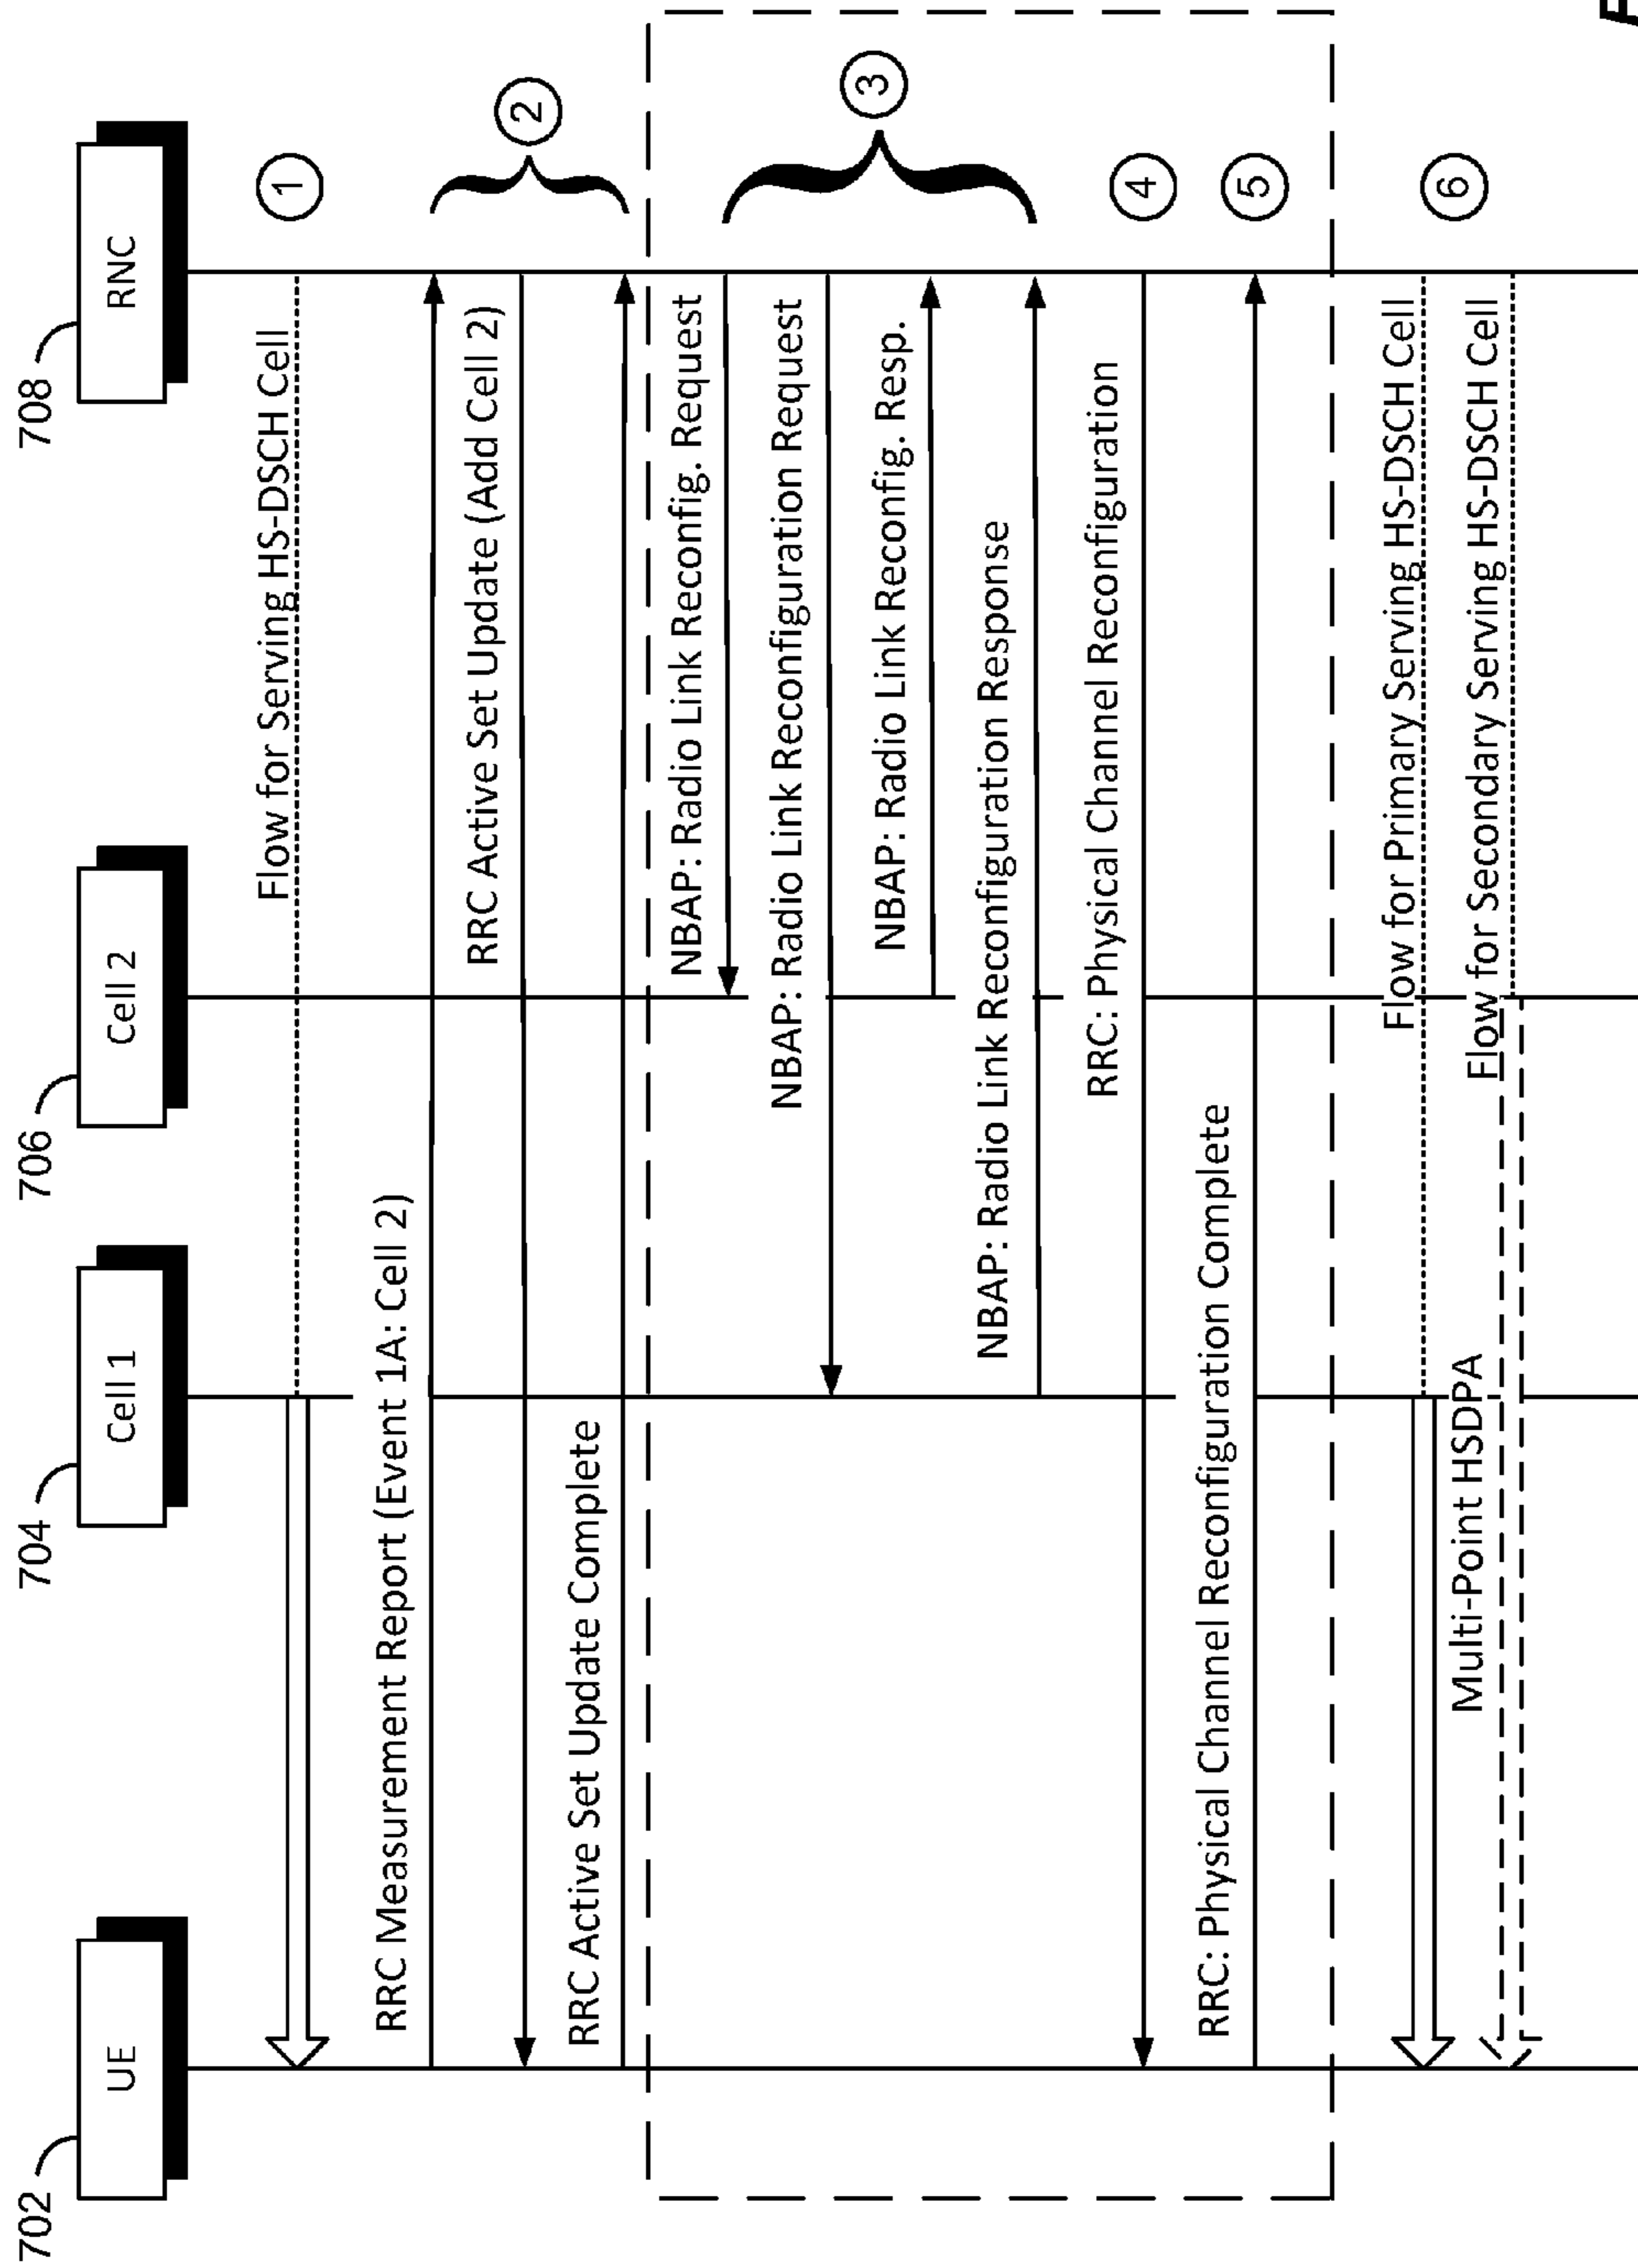 702
UE
704
Cell 1
706
Cell 2
708
RNC
Flow for Serving HS-DSCH Cell
1
RRC Measurement Report (Event 1A: Cell 2)
RRC Active Set Update (Add Cell 2)
2
RRC Active Set Update Complete
NBAP: Radio Link Reconfig. Request
NBAP: Radio Link Reconfiguration Request
3
NBAP: Radio Link Reconfig. Resp.
NBAP: Radio Link Reconfiguration Response
RRC: Physical Channel Reconfiguration
4
RRC: Physical Channel Reconfiguration Complete
5
Flow for Primary Serving HS-DSCH Cell
6
Multi-Point HSDPA
Flow for Secondary Serving HS-DSCH Cell